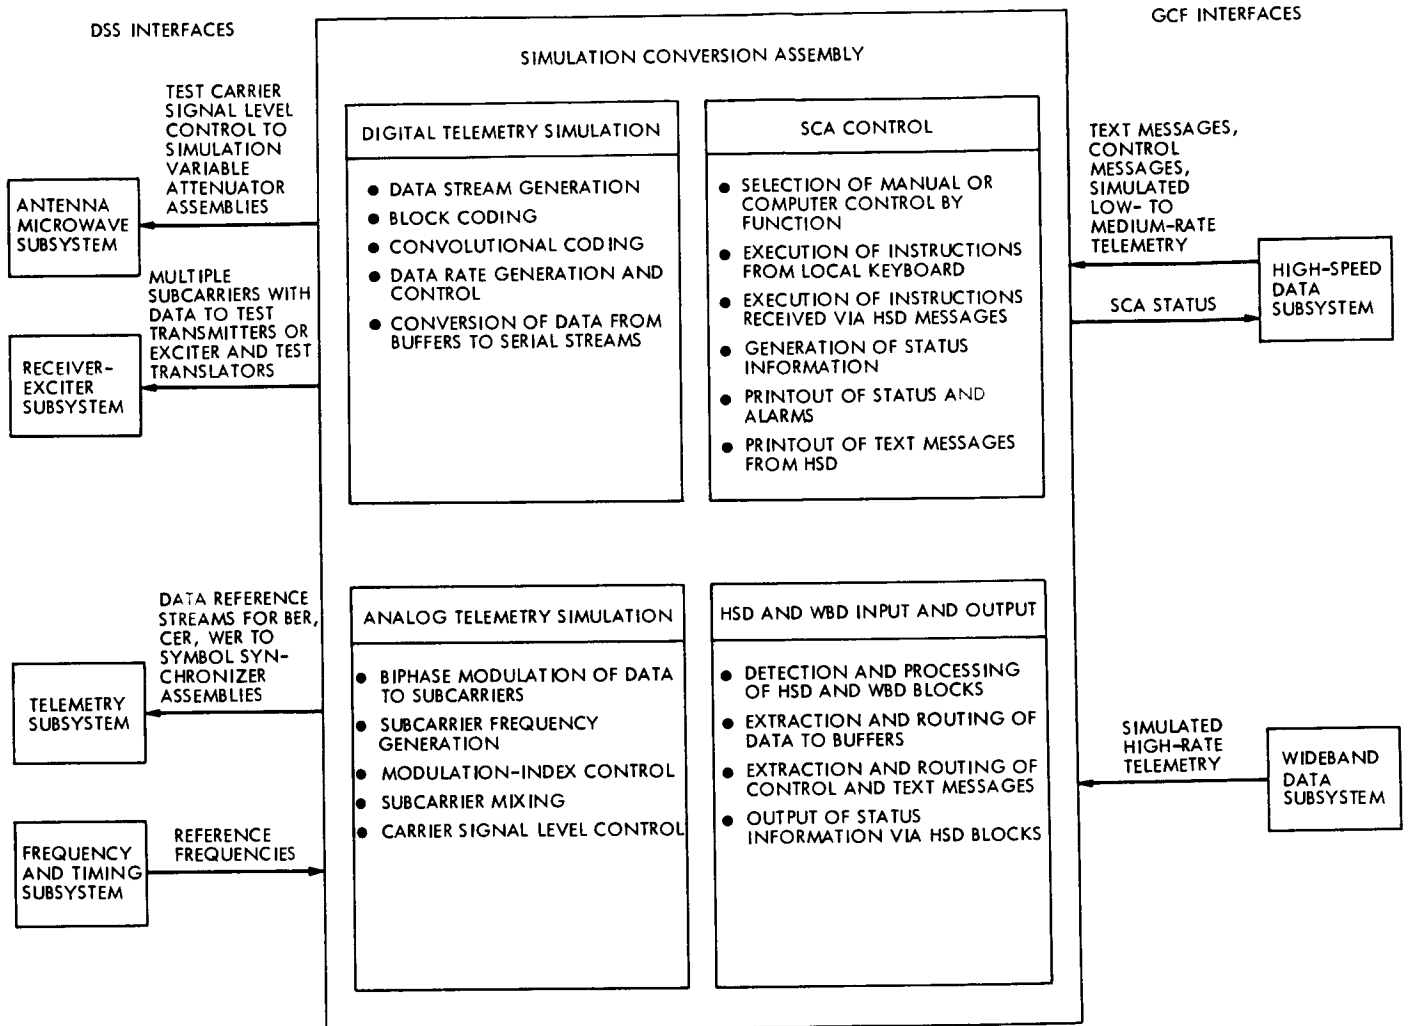 DSS INTERFACES
GCF INTERFACES
SIMULATION CONVERSION ASSEMBLY
TEST CARRIER
SIGNAL LEVEL
CONTROL TO
SIMULATION
VARIABLE
ATTENUATOR
ASSEMBLIES
ANTENNA
MICROWAVE
SUBSYSTEM
MULTIPLE
SUBCARRIERS WITH
DATA TO TEST
TRANSMITTERS OR
EXCITER AND TEST
TRANSLATORS
RECEIVER-
EXCITER
SUBSYSTEM
DATA REFERENCE
STREAMS FOR BER,
CER, WER TO
SYMBOL SYN-
CHRONIZER
ASSEMBLIES
TELEMETRY
SUBSYSTEM
FREQUENCY
AND TIMING
SUBSYSTEM
REFERENCE
FREQUENCIES
DIGITAL TELEMETRY SIMULATION
● DATA STREAM GENERATION
● BLOCK CODING
● CONVOLUTIONAL CODING
● DATA RATE GENERATION AND
CONTROL
● CONVERSION OF DATA FROM
BUFFERS TO SERIAL STREAMS
SCA CONTROL
● SELECTION OF MANUAL OR
COMPUTER CONTROL BY
FUNCTION
● EXECUTION OF INSTRUCTIONS
FROM LOCAL KEYBOARD
● EXECUTION OF INSTRUCTIONS
RECEIVED VIA HSD MESSAGES
● GENERATION OF STATUS
INFORMATION
● PRINTOUT OF STATUS AND
ALARMS
● PRINTOUT OF TEXT MESSAGES
FROM HSD
ANALOG TELEMETRY SIMULATION
● BIPHASE MODULATION OF DATA
TO SUBCARRIERS
● SUBCARRIER FREQUENCY
GENERATION
● MODULATION-INDEX CONTROL
● SUBCARRIER MIXING
● CARRIER SIGNAL LEVEL CONTROL
HSD AND WBD INPUT AND OUTPUT
● DETECTION AND PROCESSING
OF HSD AND WBD BLOCKS
● EXTRACTION AND ROUTING OF
DATA TO BUFFERS
● EXTRACTION AND ROUTING OF
CONTROL AND TEXT MESSAGES
● OUTPUT OF STATUS
INFORMATION VIA HSD BLOCKS
TEXT MESSAGES,
CONTROL
MESSAGES,
SIMULATED
LOW- TO
MEDIUM-RATE
TELEMETRY
SCA STATUS
HIGH-SPEED
DATA
SUBSYSTEM
SIMULATED
HIGH-RATE
TELEMETRY
WIDEBAND
DATA
SUBSYSTEM